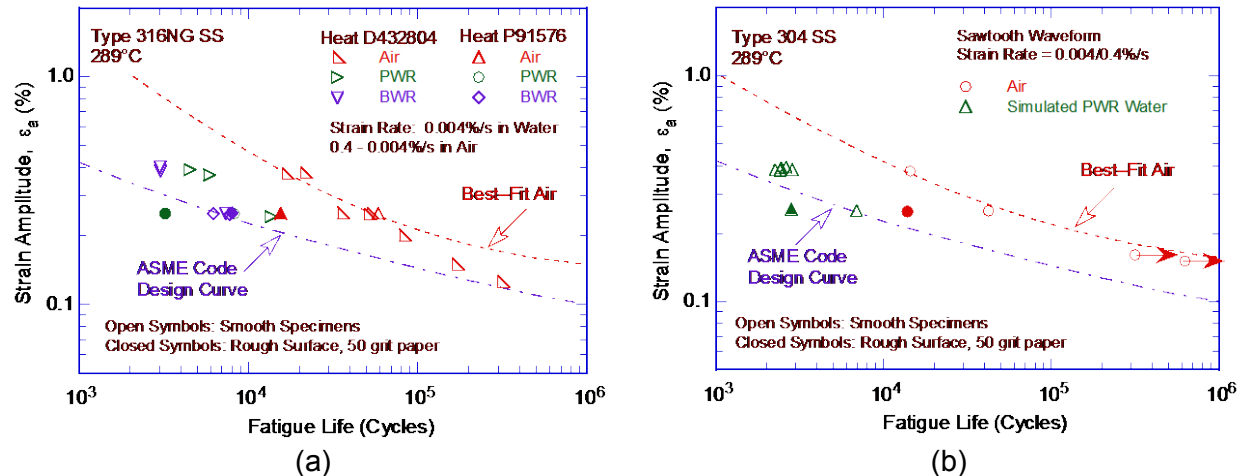 Type 316NG SS
289°C
Heat D432804
Heat P91576
Air
Air
PWR
PWR
BWR
BWR
Strain Rate: 0.004%/s in Water
0.4 - 0.004%/s in Air
Best–Fit Air
ASME Code
Design Curve
Open Symbols: Smooth Specimens
Closed Symbols: Rough Surface, 50 grit paper
Strain Amplitude, εa (%)
1.0
0.1
10³
10⁴
10⁵
10⁶
Fatigue Life (Cycles)
(a)
Type 304 SS
289°C
Sawtooth Waveform
Strain Rate = 0.004/0.4%/s
Air
Simulated PWR Water
Best–Fit Air
ASME Code
Design Curve
Open Symbols: Smooth Specimens
Closed Symbols: Rough Surface, 50 grit paper
Strain Amplitude, εa (%)
1.0
0.1
10³
10⁴
10⁵
10⁶
Fatigue Life (Cycles)
(b)